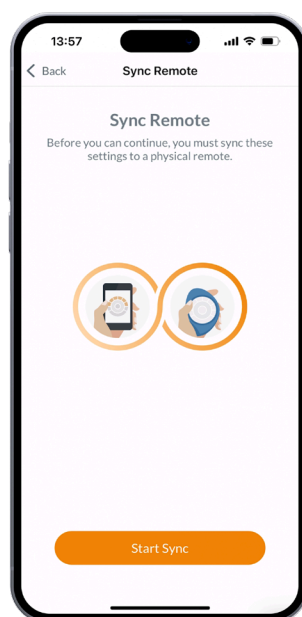 13:57
Back
Sync Remote
Sync Remote
Before you can continue, you must sync these
settings to a physical remote.
Start Sync